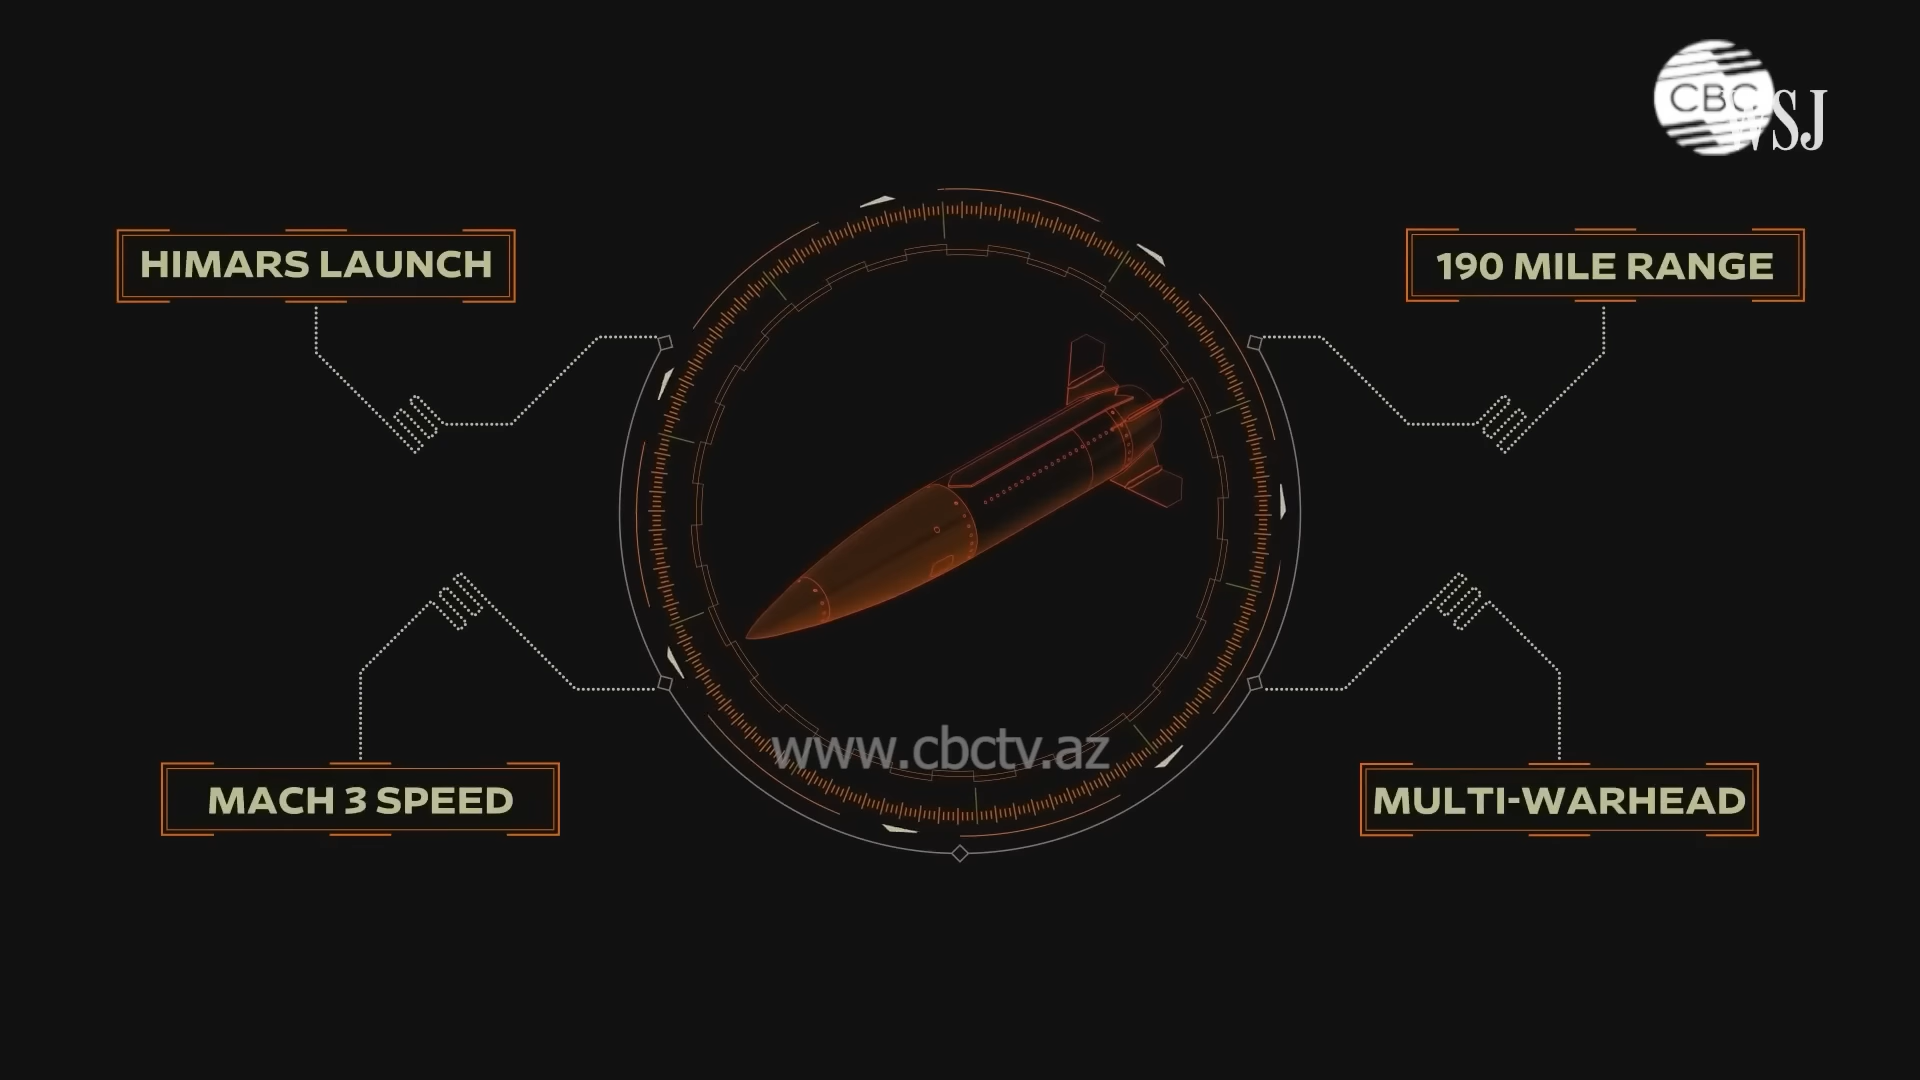 CBC
WSJ
HIMARS LAUNCH
190 MILE RANGE
www.cbctv.az
MACH 3 SPEED
MULTI-WARHEAD